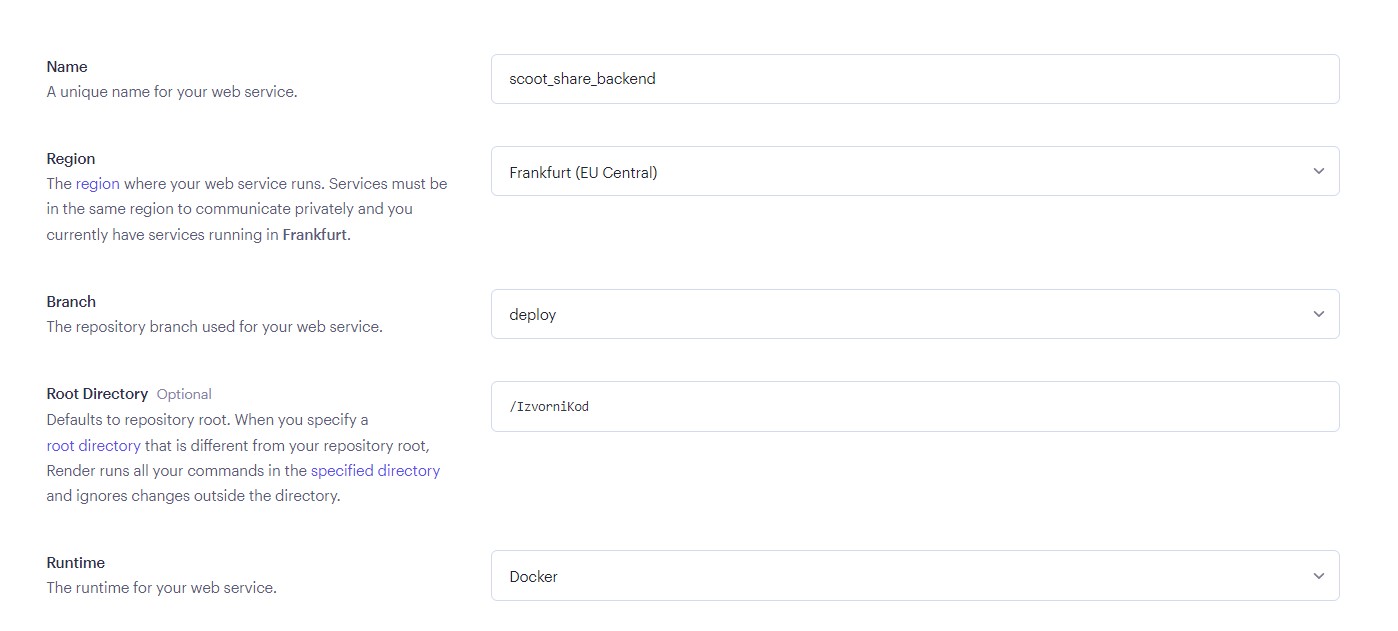 Name
A unique name for your web service.
scoot_share_backend
Region
The region where your web service runs. Services must be
in the same region to communicate privately and you
currently have services running in Frankfurt.
Frankfurt (EU Central)
Branch
The repository branch used for your web service.
deploy
Root Directory Optional
Defaults to repository root. When you specify a
root directory that is different from your repository root,
Render runs all your commands in the specified directory
and ignores changes outside the directory.
/IzvorniKod
Runtime
The runtime for your web service.
Docker